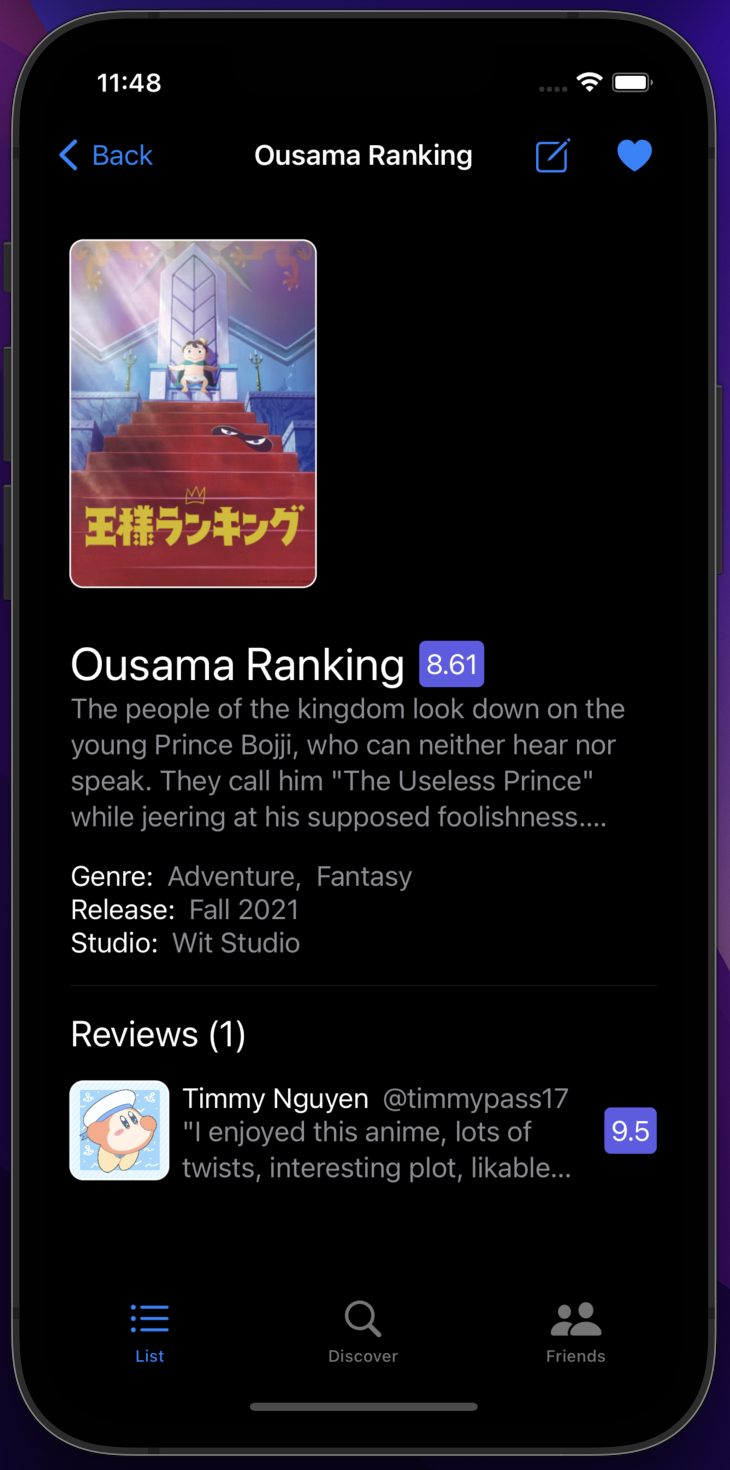 11:48
Back
Ousama Ranking
王様ランキング
Ousama Ranking 8.61
The people of the kingdom look down on the
young Prince Bojji, who can neither hear nor
speak. They call him "The Useless Prince"
while jeering at his supposed foolishness....
Genre: Adventure, Fantasy
Release: Fall 2021
Studio: Wit Studio
Reviews (1)
Timmy Nguyen @timmypass17
"I enjoyed this anime, lots of
twists, interesting plot, likable...
9.5
List
Discover
Friends